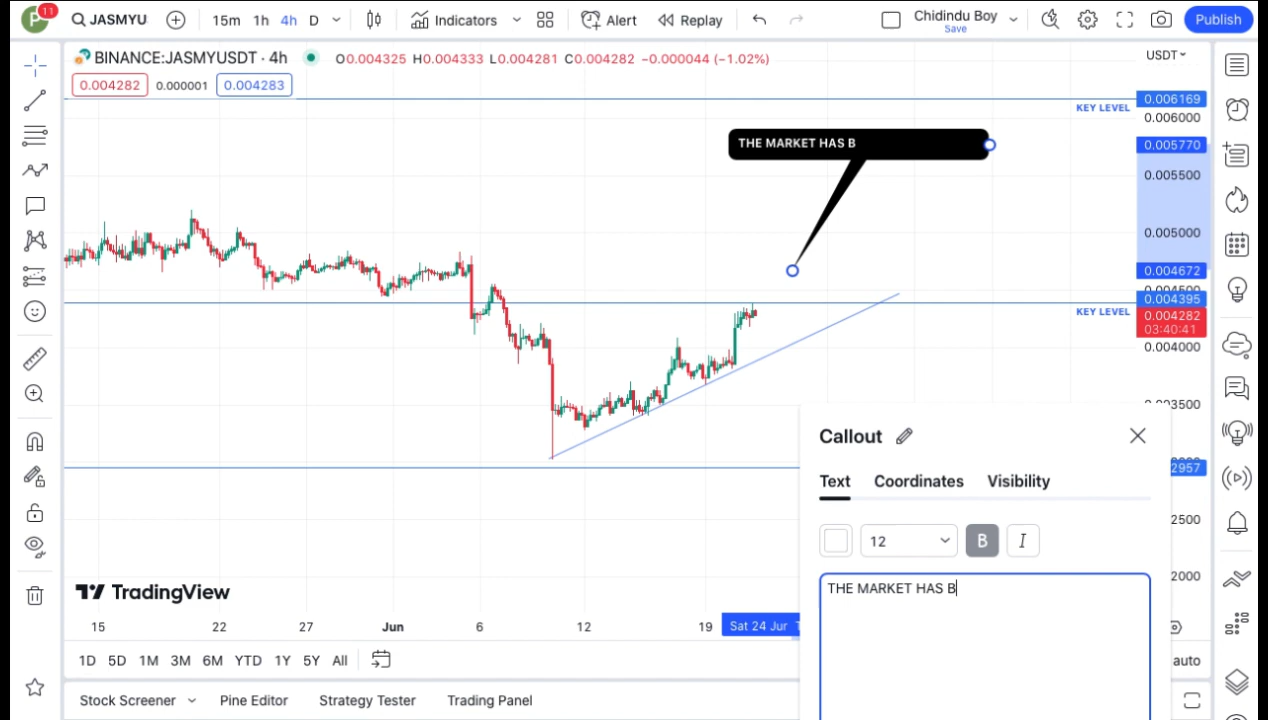 P 11 JASMYU 15m 1h 4h D Indicators Alert Replay Chidindu Boy Save Publish
BINANCE:JASMYUSDT · 4h O0.004325 H0.004333 L0.004281 C0.004282 −0.000044 (−1.02%) USDT
0.004282 0.000001 0.004283
0.006169
KEY LEVEL
0.006000
THE MARKET HAS B
0.005770
0.005500
0.005000
0.004672
0.004500
0.004395
KEY LEVEL
0.004282
03:40:41
0.004000
3500
Callout
2957
Text Coordinates Visibility
2500
12 B I
2000
THE MARKET HAS B
TradingView
15 22 27 Jun 6 12 19 Sat 24 Jur
1D 5D 1M 3M 6M YTD 1Y 5Y All auto
Stock Screener Pine Editor Strategy Tester Trading Panel